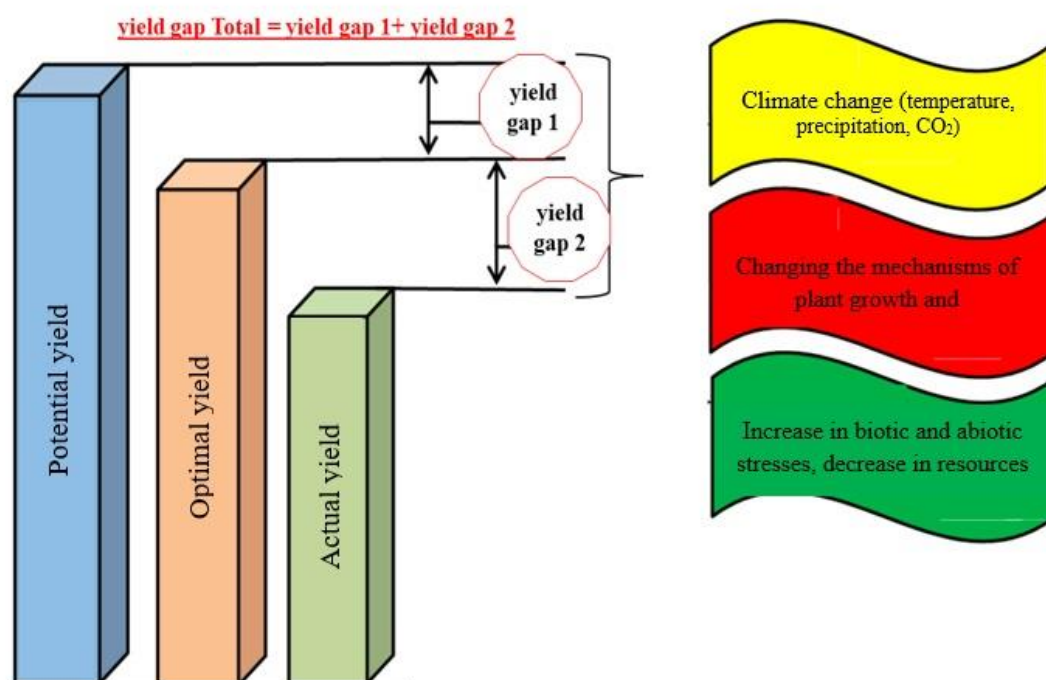 yield gap Total = yield gap 1+ yield gap 2
yield
gap 1
yield
gap 2
Potential yield
Optimal yield
Actual yield
Climate change (temperature,
precipitation, CO₂)
Changing the mechanisms of
plant growth and
Increase in biotic and abiotic
stresses, decrease in resources